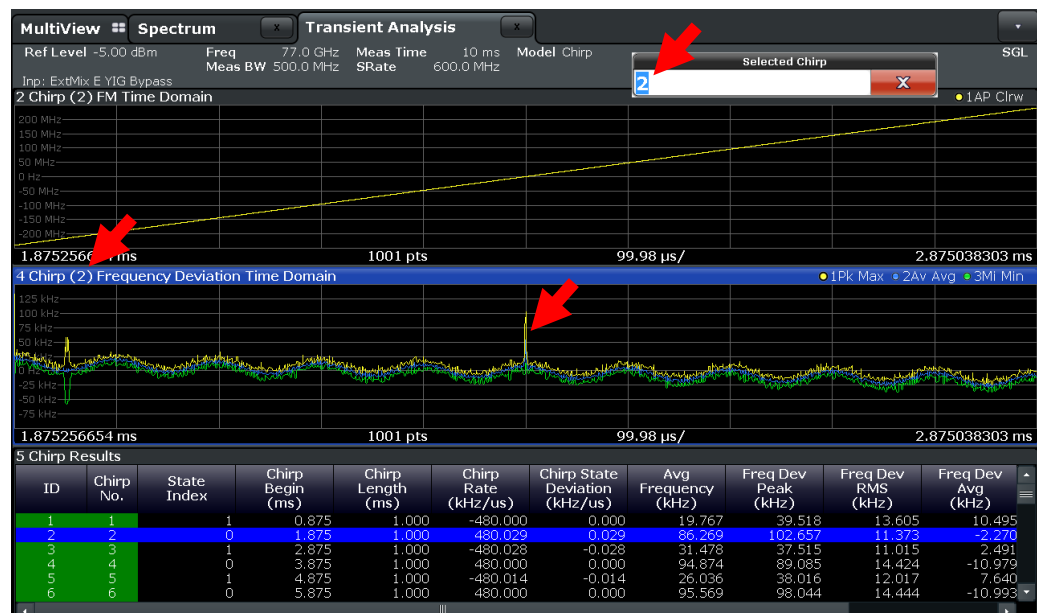 MultiView Spectrum x Transient Analysis x
Ref Level -5.00 dBm Freq 77.0 GHz Meas Time 10 ms Model Chirp SGL
Meas BW 500.0 MHz SRate 600.0 MHz
Inp: ExtMix E YIG Bypass
Selected Chirp
2 X
2 Chirp (2) FM Time Domain 1AP Clrw
200 MHz
150 MHz
100 MHz
50 MHz
0 Hz
-50 MHz
-100 MHz
-150 MHz
-200 MHz
ms 1001 pts 99.98 µs/ 2.875038303 ms
4 Chirp (2) Frequency Deviation Time Domain 1Pk Max 2Av Avg 3Mi Min
125 kHz
100 kHz
75 kHz
50 kHz
0 Hz
-25 kHz
-50 kHz
-75 kHz
1.875256654 ms 1001 pts 99.98 µs/ 2.875038303 ms
5 Chirp Results
ID Chirp No. State Index Chirp Begin (ms) Chirp Length (ms) Chirp Rate (kHz/us) Chirp State Deviation (kHz/us) Avg Frequency (kHz) Freq Dev Peak (kHz) Freq Dev RMS (kHz) Freq Dev Avg (kHz)
1 1 1 0.875 1.000 -480.000 0.000 19.767 39.518 13.605 10.495
2 2 0 1.875 1.000 480.029 0.029 86.269 102.657 11.373 -2.270
3 3 1 2.875 1.000 -480.028 -0.028 31.478 37.515 11.015 2.491
4 4 0 3.875 1.000 480.000 0.000 94.874 89.085 14.424 -10.979
5 5 1 4.875 1.000 -480.014 -0.014 26.036 38.016 12.017 7.640
6 6 0 5.875 1.000 480.000 0.000 95.569 98.044 14.444 -10.993